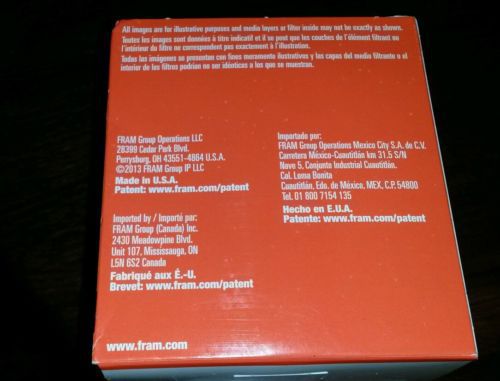 All images are for illustrative purposes and media layers or filter inside may not be exactly as shown.
Toutes les images sont données à titre indicatif et il se peut que les couches de l'élément filtrant ou
l'intérieur du filtre ne correspondent pas exactement à l'illustration.
Todas las imágenes se presentan con fines meramente ilustrativos y las capas del medio filtrante o el
interior de los filtros podrían no ser idénticos a los que se muestran.
FRAM Group Operations LLC
28399 Cedar Park Blvd.
Perrysburg, OH 43551-4864 U.S.A.
©2013 FRAM Group IP LLC
Made in U.S.A.
Patent: www.fram.com/patent
Imported by / Importé par:
FRAM Group (Canada) Inc.
2430 Meadowpine Blvd.
Unit 107, Mississauga, ON
L5N 6S2 Canada
Fabriqué aux É.-U.
Brevet: www.fram.com/patent
Importado por:
FRAM Group Operations Mexico City S.A. de C.V.
Carretera México-Cuautitlán km 31.5 S/N
Nave 5, Conjunto Industrial Cuautitlán.
Col. Loma Bonita
Cuautitlán, Edo. de México, MEX, C.P. 54800
Tel. 01 800 7154 135
Hecho en E.U.A.
Patente: www.fram.com/patent
www.fram.com